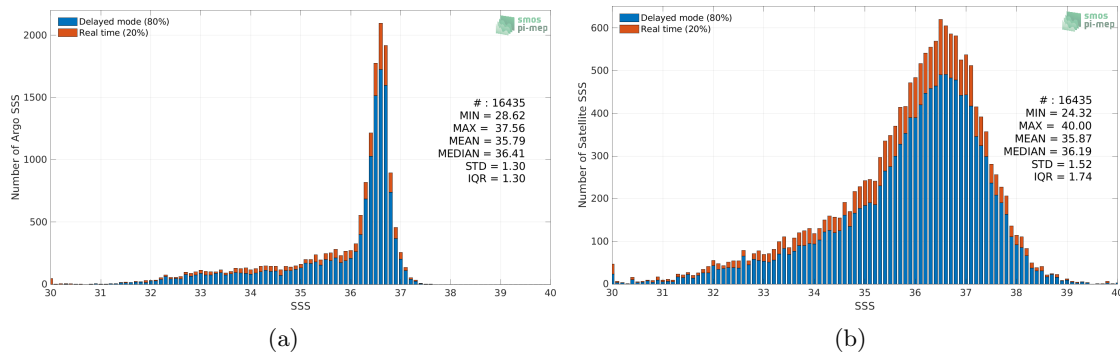 Delayed mode (80%)
Real time (20%)
smos
pi-mep
2000
1500
1000
500
0
Number of Argo SSS
# : 16435
MIN = 28.62
MAX = 37.56
MEAN = 35.79
MEDIAN = 36.41
STD = 1.30
IQR = 1.30
30 31 32 33 34 35 36 37 38 39 40
SSS
(a)
Delayed mode (80%)
Real time (20%)
smos
pi-mep
600
500
400
300
200
100
0
Number of Satellite SSS
# : 16435
MIN = 24.32
MAX = 40.00
MEAN = 35.87
MEDIAN = 36.19
STD = 1.52
IQR = 1.74
30 31 32 33 34 35 36 37 38 39 40
SSS
(b)